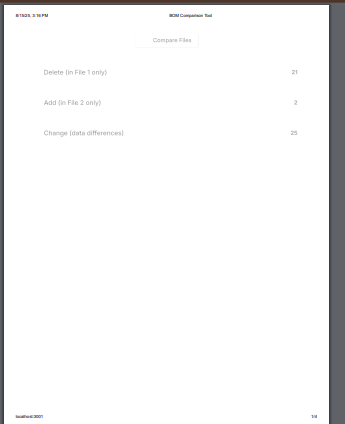 8/15/25, 3:16 PM BOM Comparison Tool
Compare Files
Delete (in File 1 only) 21
Add (in File 2 only) 2
Change (data differences) 25
localhost:3001 1/4